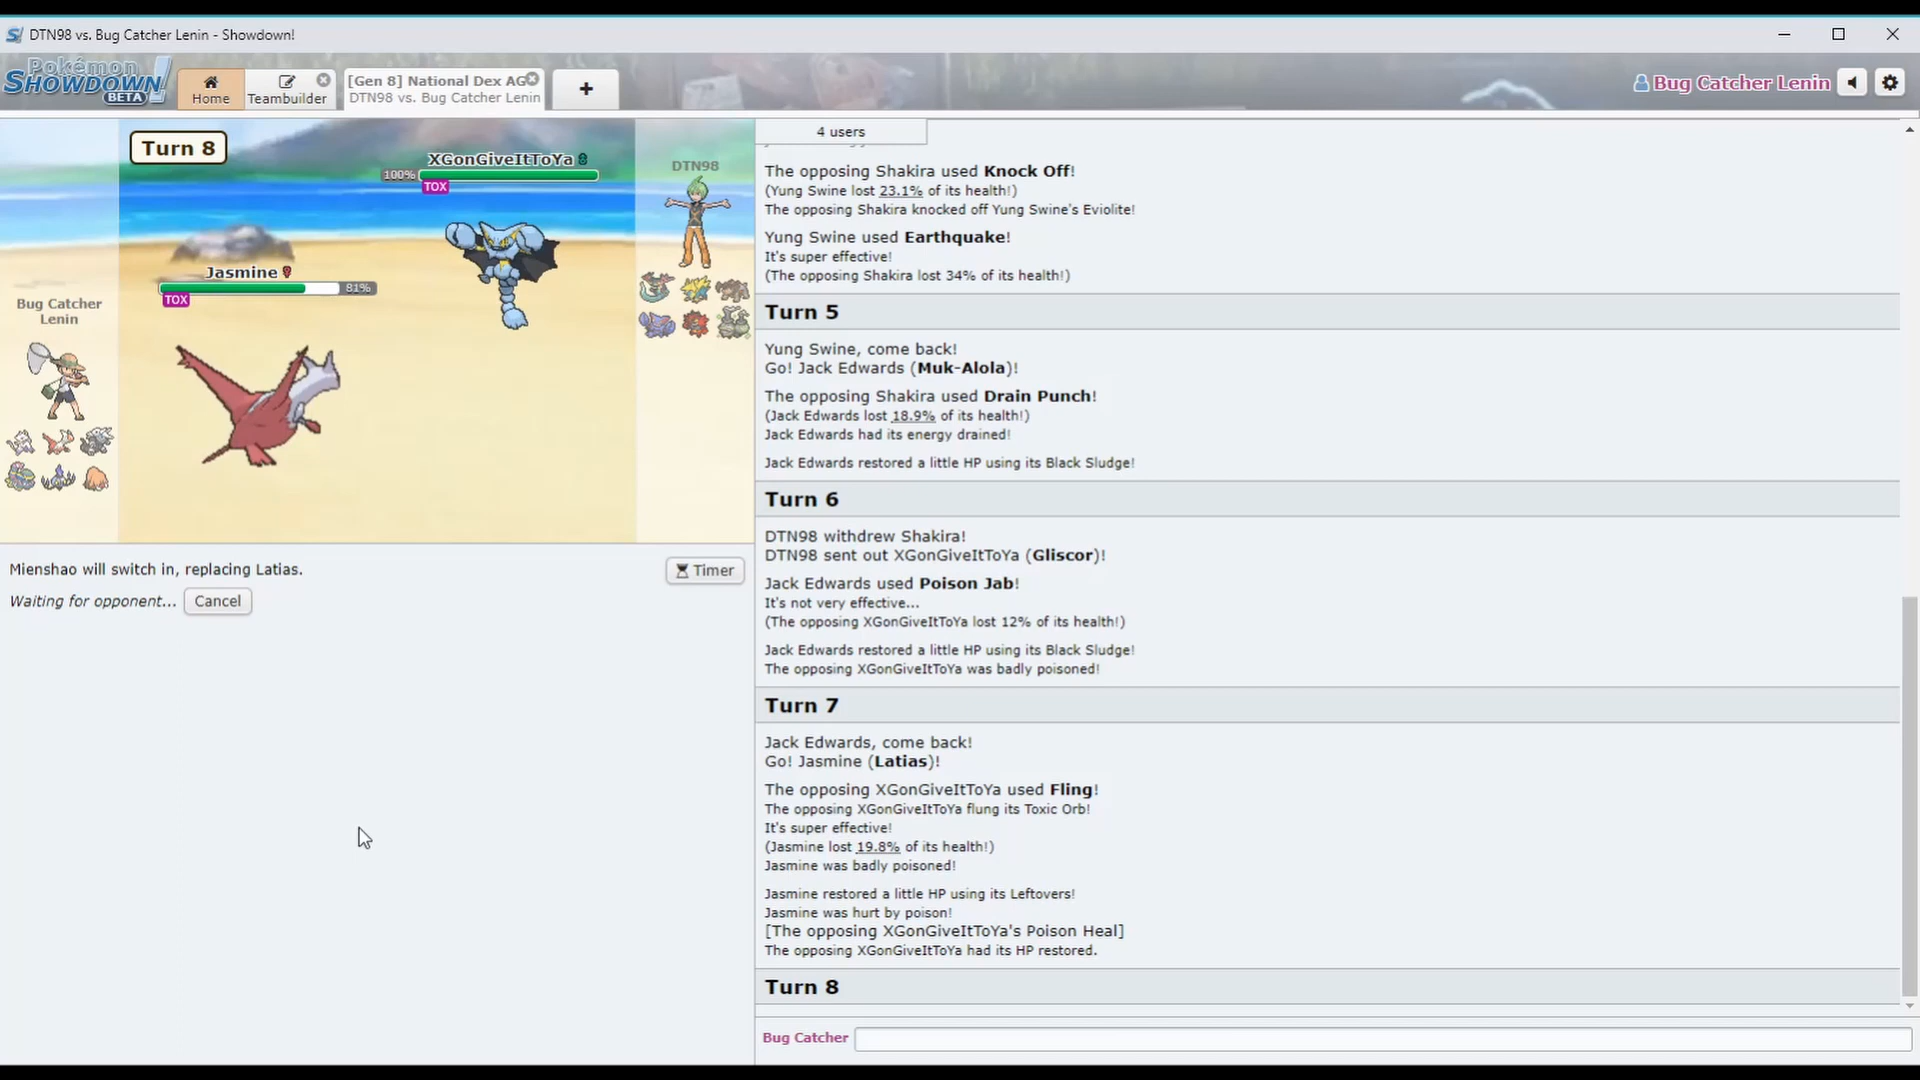 DTN98 vs. Bug Catcher Lenin - Showdown!
Pokémon
SHOWDOWN!
BETA
Home
Teambuilder
[Gen 8] National Dex AG
DTN98 vs. Bug Catcher Lenin
+
Bug Catcher Lenin
Turn 8
XGonGiveItToYa
100%
TOX
Jasmine
81%
TOX
DTN98
Bug Catcher
Lenin
Mienshao will switch in, replacing Latias.
Timer
Waiting for opponent...
Cancel
4 users
The opposing Shakira used Knock Off!
(Yung Swine lost 23.1% of its health!)
The opposing Shakira knocked off Yung Swine's Eviolite!
Yung Swine used Earthquake!
It's super effective!
(The opposing Shakira lost 34% of its health!)
Turn 5
Yung Swine, come back!
Go! Jack Edwards (Muk-Alola)!
The opposing Shakira used Drain Punch!
(Jack Edwards lost 18.9% of its health!)
Jack Edwards had its energy drained!
Jack Edwards restored a little HP using its Black Sludge!
Turn 6
DTN98 withdrew Shakira!
DTN98 sent out XGonGiveItToYa (Gliscor)!
Jack Edwards used Poison Jab!
It's not very effective...
(The opposing XGonGiveItToYa lost 12% of its health!)
Jack Edwards restored a little HP using its Black Sludge!
The opposing XGonGiveItToYa was badly poisoned!
Turn 7
Jack Edwards, come back!
Go! Jasmine (Latias)!
The opposing XGonGiveItToYa used Fling!
The opposing XGonGiveItToYa flung its Toxic Orb!
It's super effective!
(Jasmine lost 19.8% of its health!)
Jasmine was badly poisoned!
Jasmine restored a little HP using its Leftovers!
Jasmine was hurt by poison!
[The opposing XGonGiveItToYa's Poison Heal]
The opposing XGonGiveItToYa had its HP restored.
Turn 8
Bug Catcher